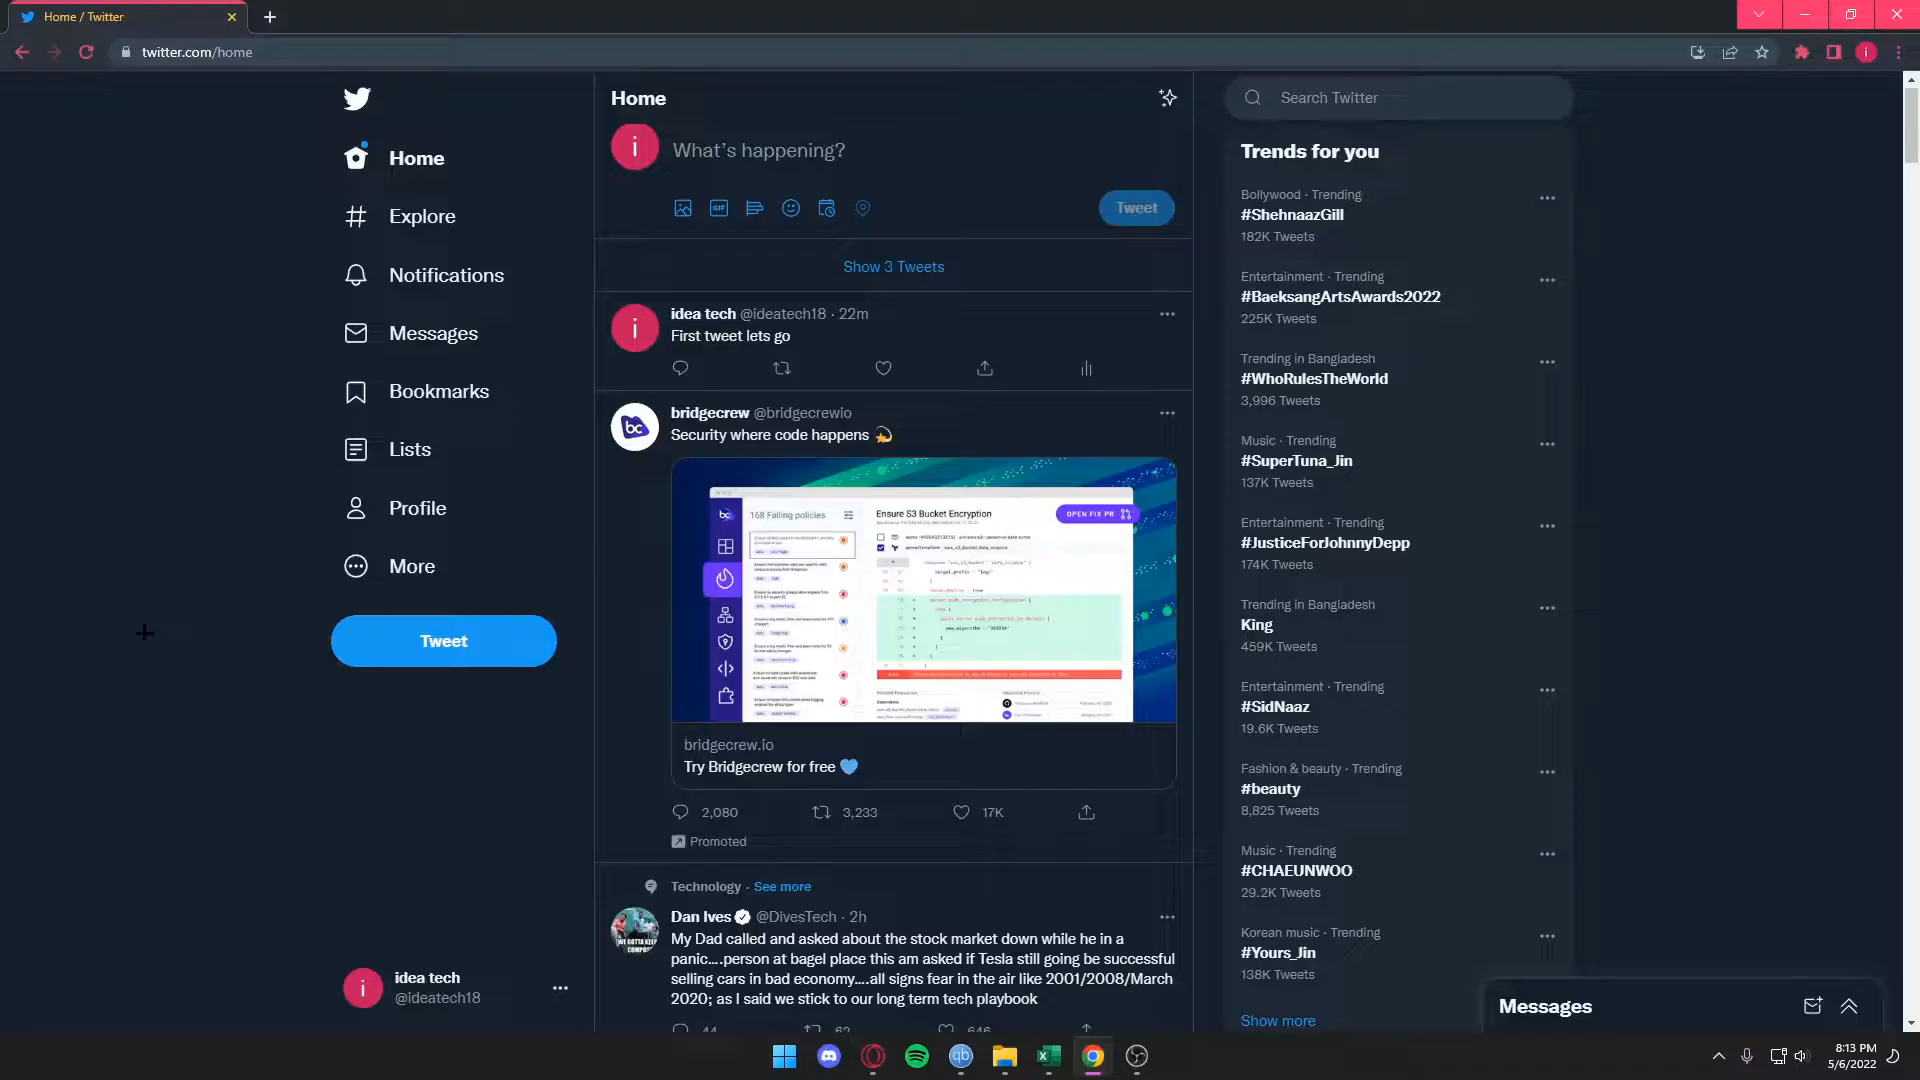 Home / Twitter
twitter.com/home
Home
Explore
Notifications
Messages
Bookmarks
Lists
Profile
More
Tweet
i
idea tech
@ideatech18
Home
i
What's happening?
GIF
Tweet
Show 3 Tweets
i
idea tech @ideatech18 · 22m
First tweet lets go
bc
bridgecrew @bridgecrewio
Security where code happens 💫
bc
168 Failing policies
Ensure S3 Bucket Encryption
OPEN FIX PR
bridgecrew.io
Try Bridgecrew for free 💙
2,080
3,233
17K
Promoted
Technology · See more
Dan Ives @DivesTech · 2h
My Dad called and asked about the stock market down while he in a
panic....person at bagel place this am asked if Tesla still going be successful
selling cars in bad economy....all signs fear in the air like 2001/2008/March
2020; as I said we stick to our long term tech playbook
44
62
646
Search Twitter
Trends for you
Bollywood · Trending
#ShehnaazGill
182K Tweets
Entertainment · Trending
#BaeksangArtsAwards2022
225K Tweets
Trending in Bangladesh
#WhoRulesTheWorld
3,996 Tweets
Music · Trending
#SuperTuna_Jin
137K Tweets
Entertainment · Trending
#JusticeForJohnnyDepp
174K Tweets
Trending in Bangladesh
King
459K Tweets
Entertainment · Trending
#SidNaaz
19.6K Tweets
Fashion & beauty · Trending
#beauty
8,825 Tweets
Music · Trending
#CHAEUNWOO
29.2K Tweets
Korean music · Trending
#Yours_Jin
138K Tweets
Show more
Messages
qb
8:13 PM
5/6/2022